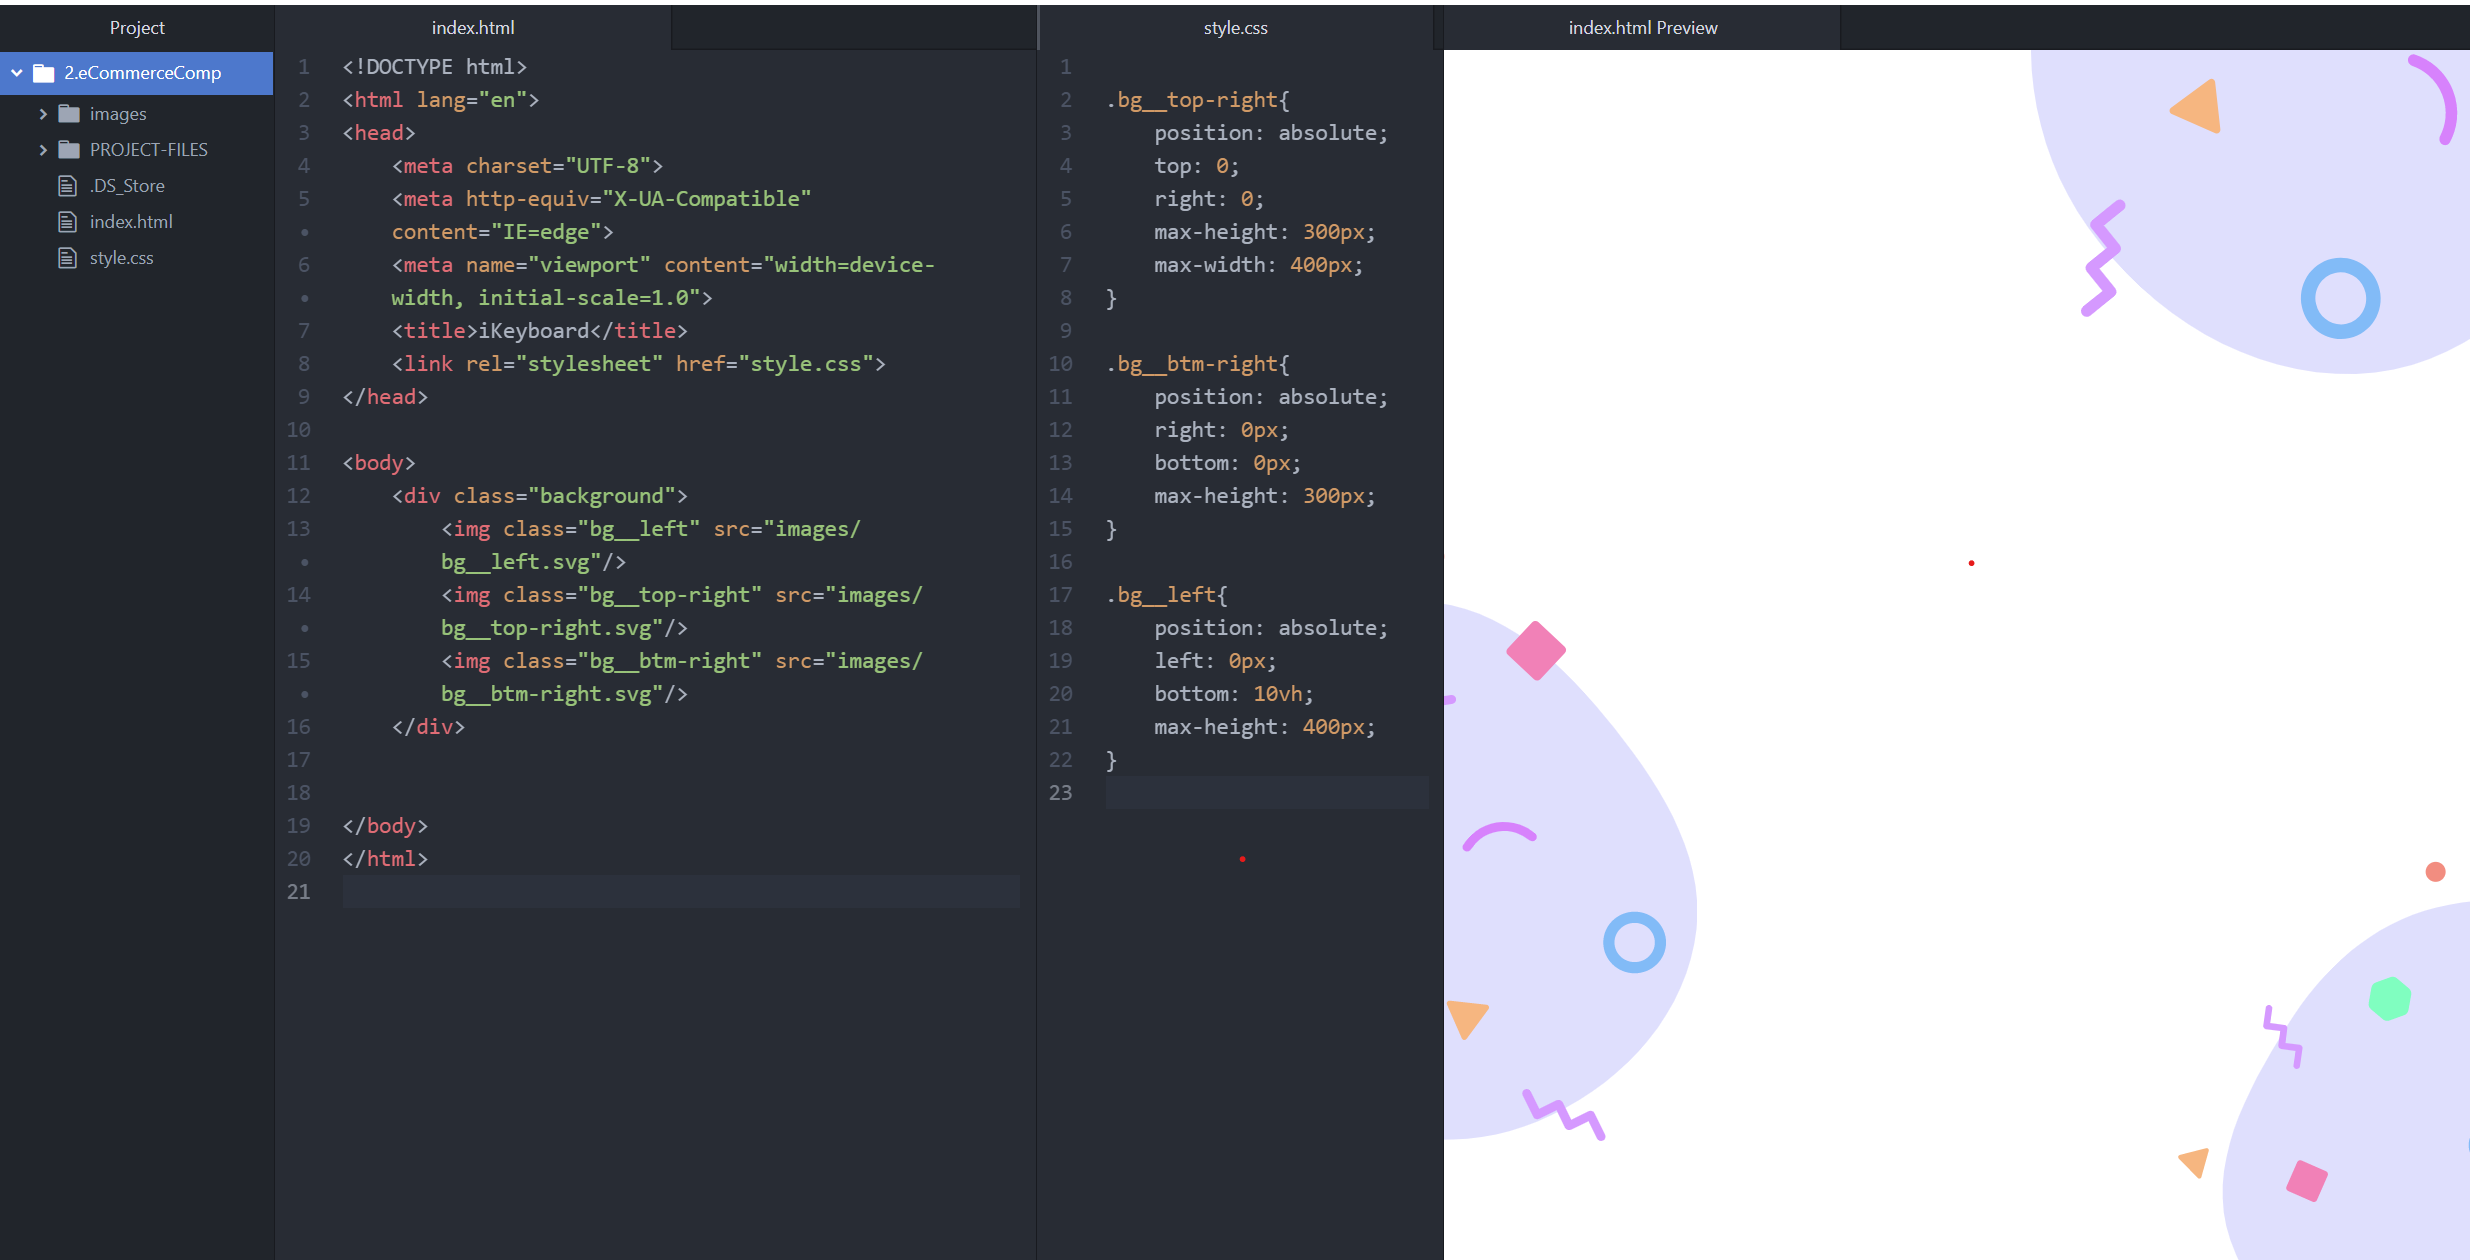 Project
2.eCommerceComp
images
PROJECT-FILES
.DS_Store
index.html
style.css
index.html
1 <!DOCTYPE html>
2 <html lang="en">
3 <head>
4     <meta charset="UTF-8">
5     <meta http-equiv="X-UA-Compatible"
•     content="IE=edge">
6     <meta name="viewport" content="width=device-
•     width, initial-scale=1.0">
7     <title>iKeyboard</title>
8     <link rel="stylesheet" href="style.css">
9 </head>
10
11 <body>
12     <div class="background">
13         <img class="bg__left" src="images/
•         bg__left.svg"/>
14         <img class="bg__top-right" src="images/
•         bg__top-right.svg"/>
15         <img class="bg__btm-right" src="images/
•         bg__btm-right.svg"/>
16     </div>
17
18
19 </body>
20 </html>
21
style.css
1
2 .bg__top-right{
3     position: absolute;
4     top: 0;
5     right: 0;
6     max-height: 300px;
7     max-width: 400px;
8 }
9
10 .bg__btm-right{
11     position: absolute;
12     right: 0px;
13     bottom: 0px;
14     max-height: 300px;
15 }
16
17 .bg__left{
18     position: absolute;
19     left: 0px;
20     bottom: 10vh;
21     max-height: 400px;
22 }
23
index.html Preview